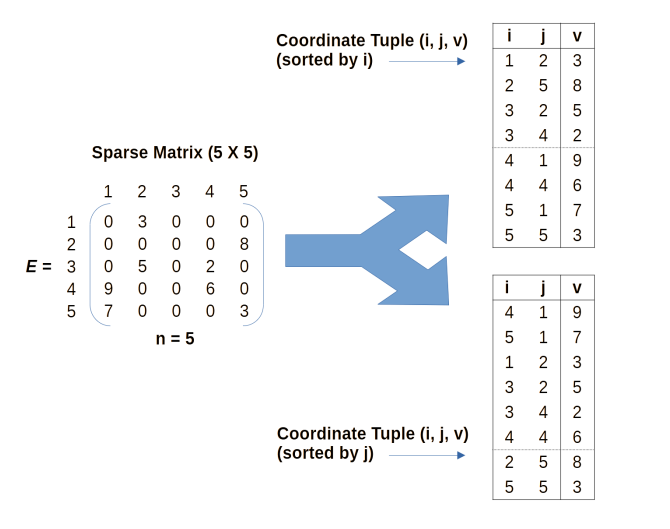 Coordinate Tuple (i, j, v)
(sorted by i)
i j v
1 2 3
2 5 8
3 2 5
3 4 2
4 1 9
4 4 6
5 1 7
5 5 3
Sparse Matrix (5 X 5)
1 2 3 4 5
1 0 3 0 0 0
2 0 0 0 0 8
E = 3 0 5 0 2 0
4 9 0 0 6 0
5 7 0 0 0 3
n = 5
i j v
4 1 9
5 1 7
1 2 3
3 2 5
3 4 2
4 4 6
2 5 8
5 5 3
Coordinate Tuple (i, j, v)
(sorted by j)